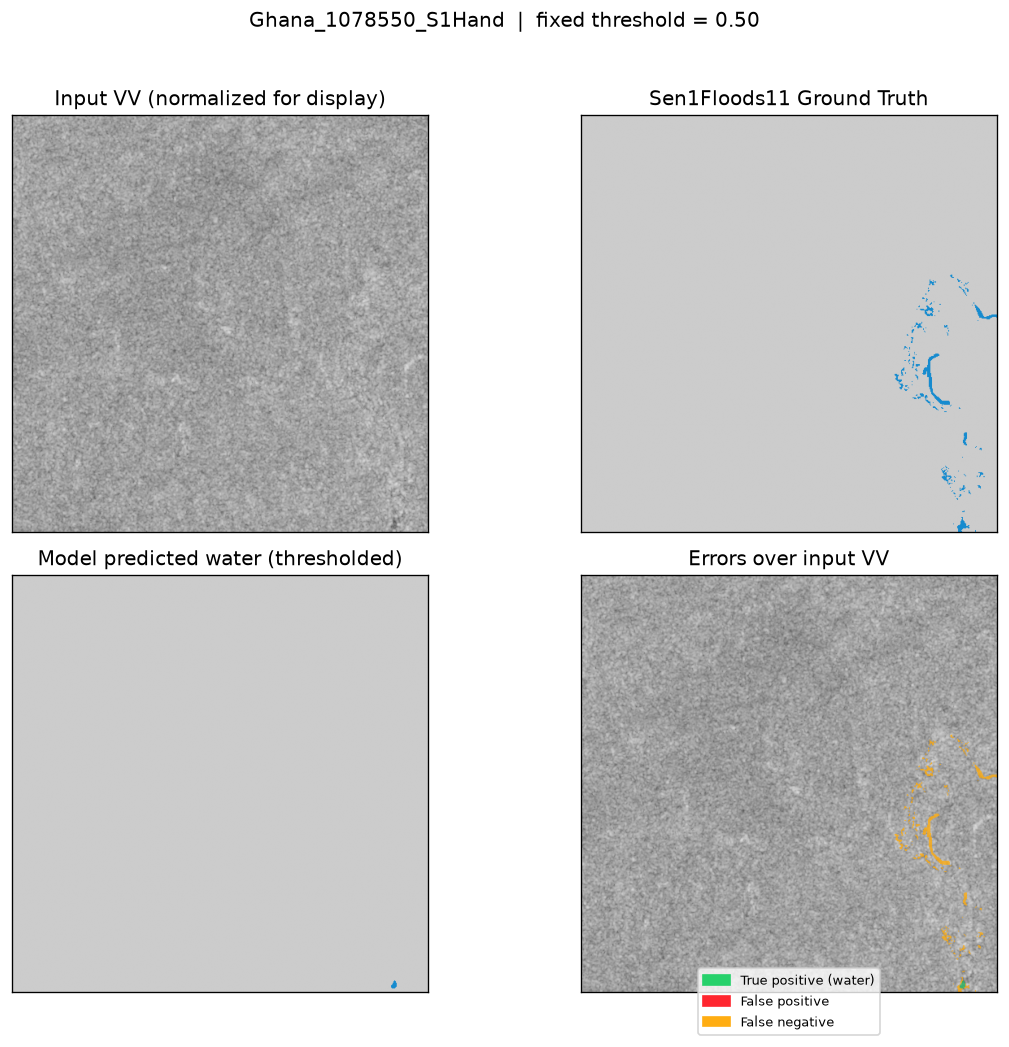 Ghana_1078550_S1Hand | fixed threshold = 0.50
Input VV (normalized for display)
Sen1Floods11 Ground Truth
Model predicted water (thresholded)
Errors over input VV
True positive (water)
False positive
False negative